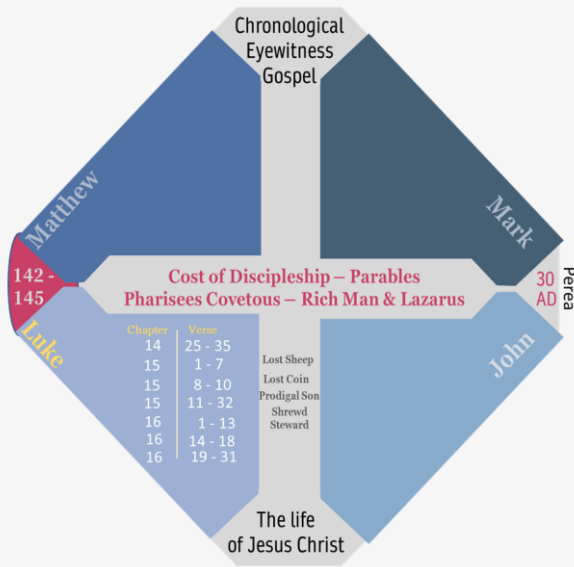 Chronological
Eyewitness
Gospel
Matthew
Mark
142 -
145
Cost of Discipleship – Parables
Pharisees Covetous – Rich Man & Lazarus
30
AD
Perea
Luke
John
Chapter Verse
14 25 - 35
15 1 - 7
15 8 - 10
15 11 - 32
16 1 - 13
16 14 - 18
16 19 - 31
Lost Sheep
Lost Coin
Prodigal Son
Shrewd
Steward
The life
of Jesus Christ